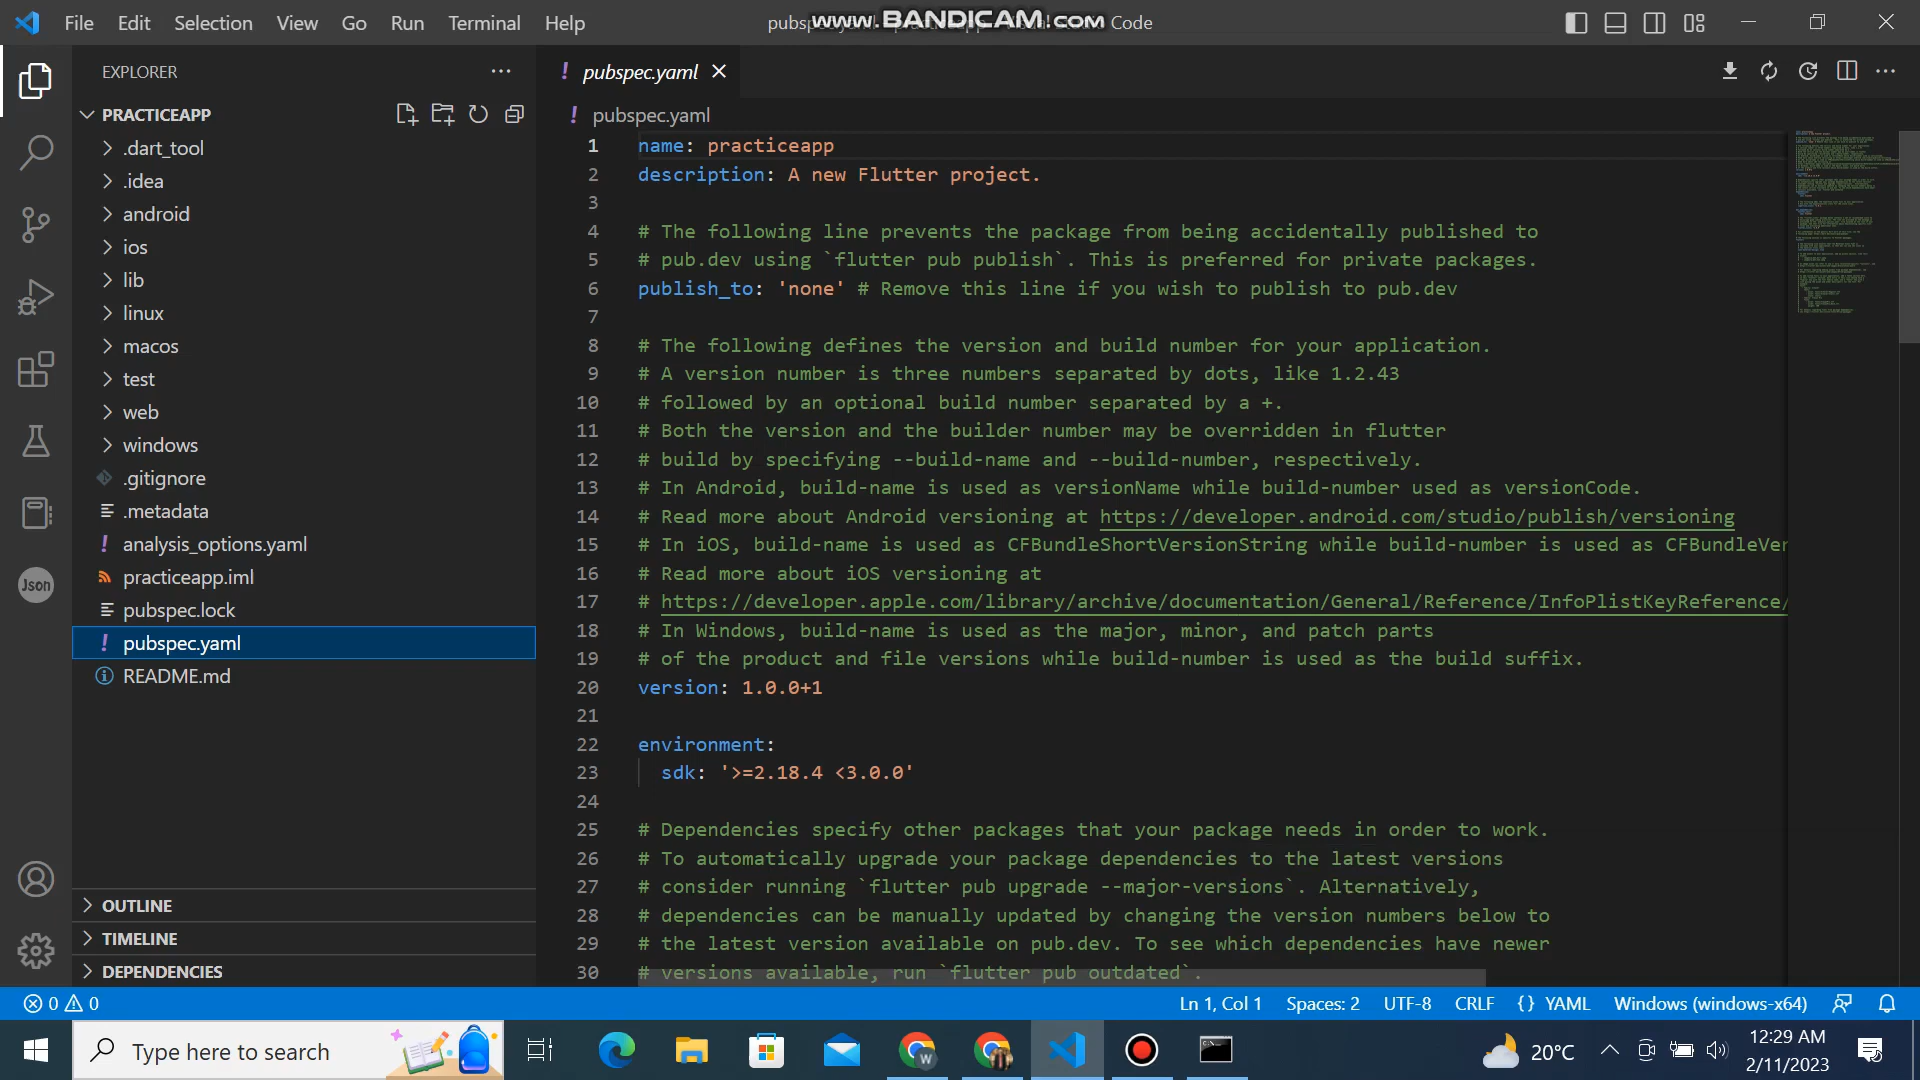 File Edit Selection View Go Run Terminal Help
www.BANDICAM.com
Code
EXPLORER
PRACTICEAPP
.dart_tool
.idea
android
ios
lib
linux
macos
test
web
windows
.gitignore
.metadata
analysis_options.yaml
practiceapp.iml
pubspec.lock
pubspec.yaml
README.md
OUTLINE
TIMELINE
DEPENDENCIES
pubspec.yaml
pubspec.yaml
1 name: practiceapp
2 description: A new Flutter project.
3
4 # The following line prevents the package from being accidentally published to
5 # pub.dev using `flutter pub publish`. This is preferred for private packages.
6 publish_to: 'none' # Remove this line if you wish to publish to pub.dev
7
8 # The following defines the version and build number for your application.
9 # A version number is three numbers separated by dots, like 1.2.43
10 # followed by an optional build number separated by a +.
11 # Both the version and the builder number may be overridden in flutter
12 # build by specifying --build-name and --build-number, respectively.
13 # In Android, build-name is used as versionName while build-number used as versionCode.
14 # Read more about Android versioning at https://developer.android.com/studio/publish/versioning
15 # In iOS, build-name is used as CFBundleShortVersionString while build-number is used as CFBundleVer
16 # Read more about iOS versioning at
17 # https://developer.apple.com/library/archive/documentation/General/Reference/InfoPlistKeyReference/
18 # In Windows, build-name is used as the major, minor, and patch parts
19 # of the product and file versions while build-number is used as the build suffix.
20 version: 1.0.0+1
21
22 environment:
23 sdk: '>=2.18.4 <3.0.0'
24
25 # Dependencies specify other packages that your package needs in order to work.
26 # To automatically upgrade your package dependencies to the latest versions
27 # consider running `flutter pub upgrade --major-versions`. Alternatively,
28 # dependencies can be manually updated by changing the version numbers below to
29 # the latest version available on pub.dev. To see which dependencies have newer
30 # versions available, run `flutter pub outdated`.
Json
0 0
Ln 1, Col 1 Spaces: 2 UTF-8 CRLF {} YAML Windows (windows-x64)
Type here to search
W
20°C
12:29 AM
2/11/2023